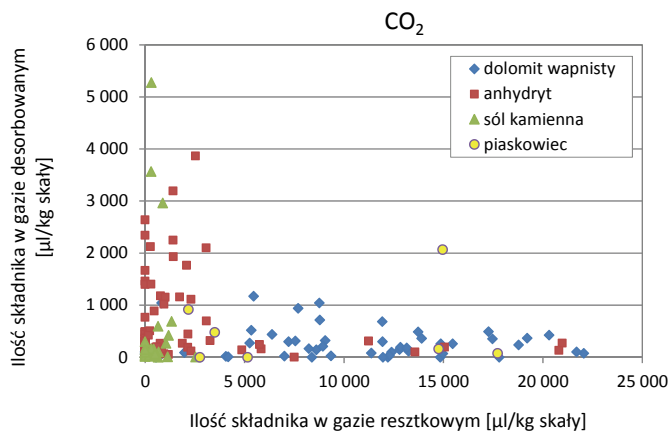 CO₂
Ilość składnika w gazie desorbowanym
[µl/kg skały]
6 000
5 000
4 000
3 000
2 000
1 000
0
dolomit wapnisty
anhydryt
sól kamienna
piaskowiec
0
5 000
10 000
15 000
20 000
25 000
Ilość składnika w gazie resztkowym [µl/kg skały]